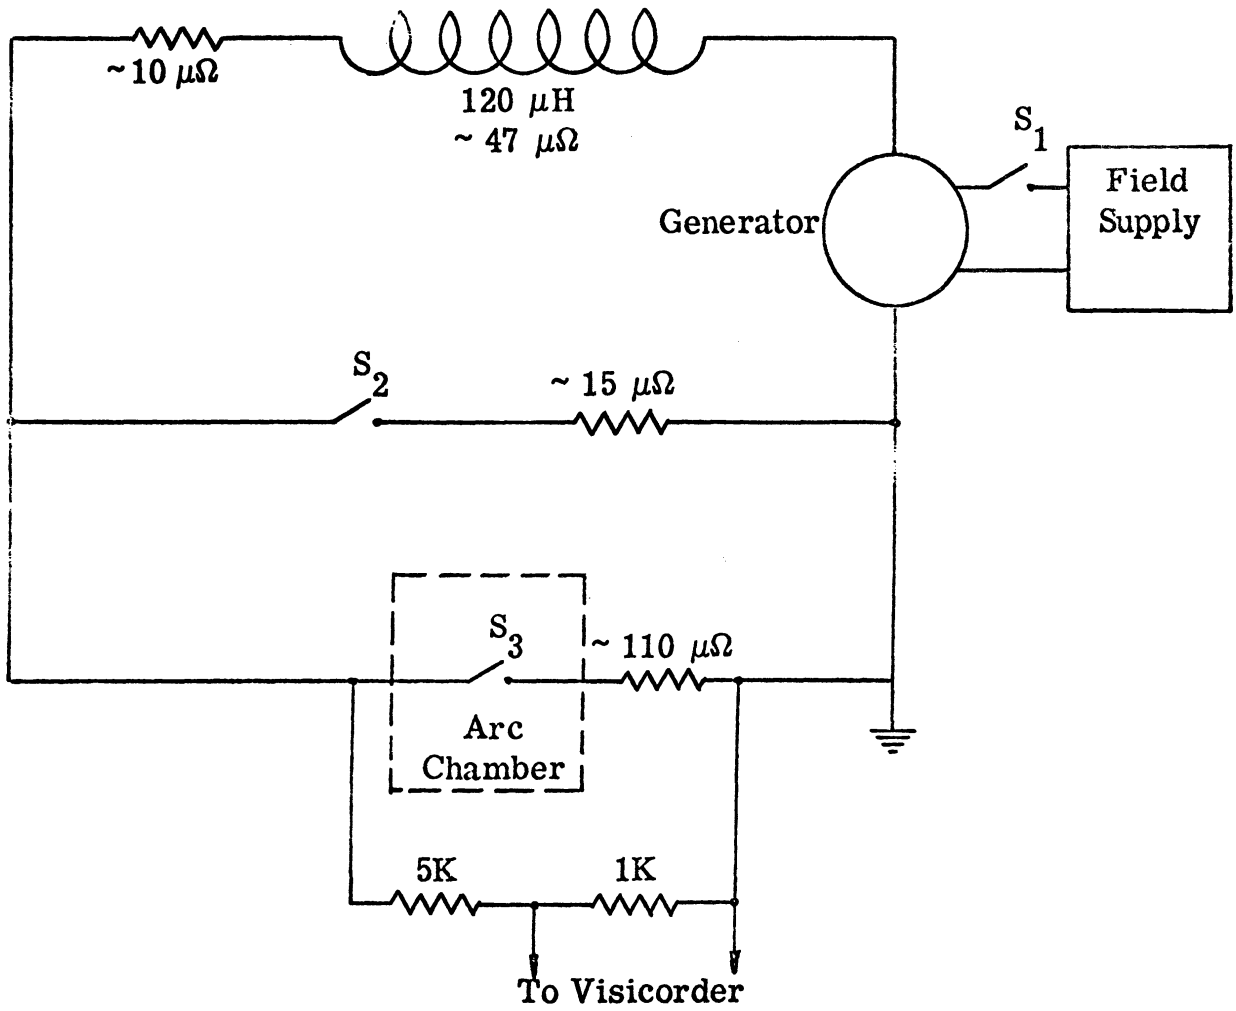 ~10 μΩ
120 μH
~ 47 μΩ
S1
Field
Supply
Generator
S2
~ 15 μΩ
S3
~ 110 μΩ
Arc
Chamber
5K
1K
To Visicorder